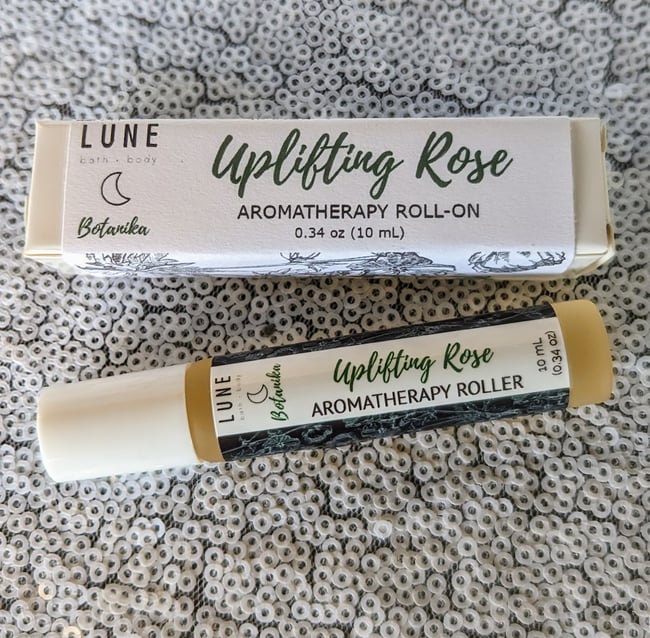 LUNE
bath + body
Botanika
Uplifting Rose
AROMATHERAPY ROLL-ON
0.34 oz (10 mL)
LUNE
bath + body
Botanika
Uplifting Rose
AROMATHERAPY ROLLER
10 mL
(0.34 oz)